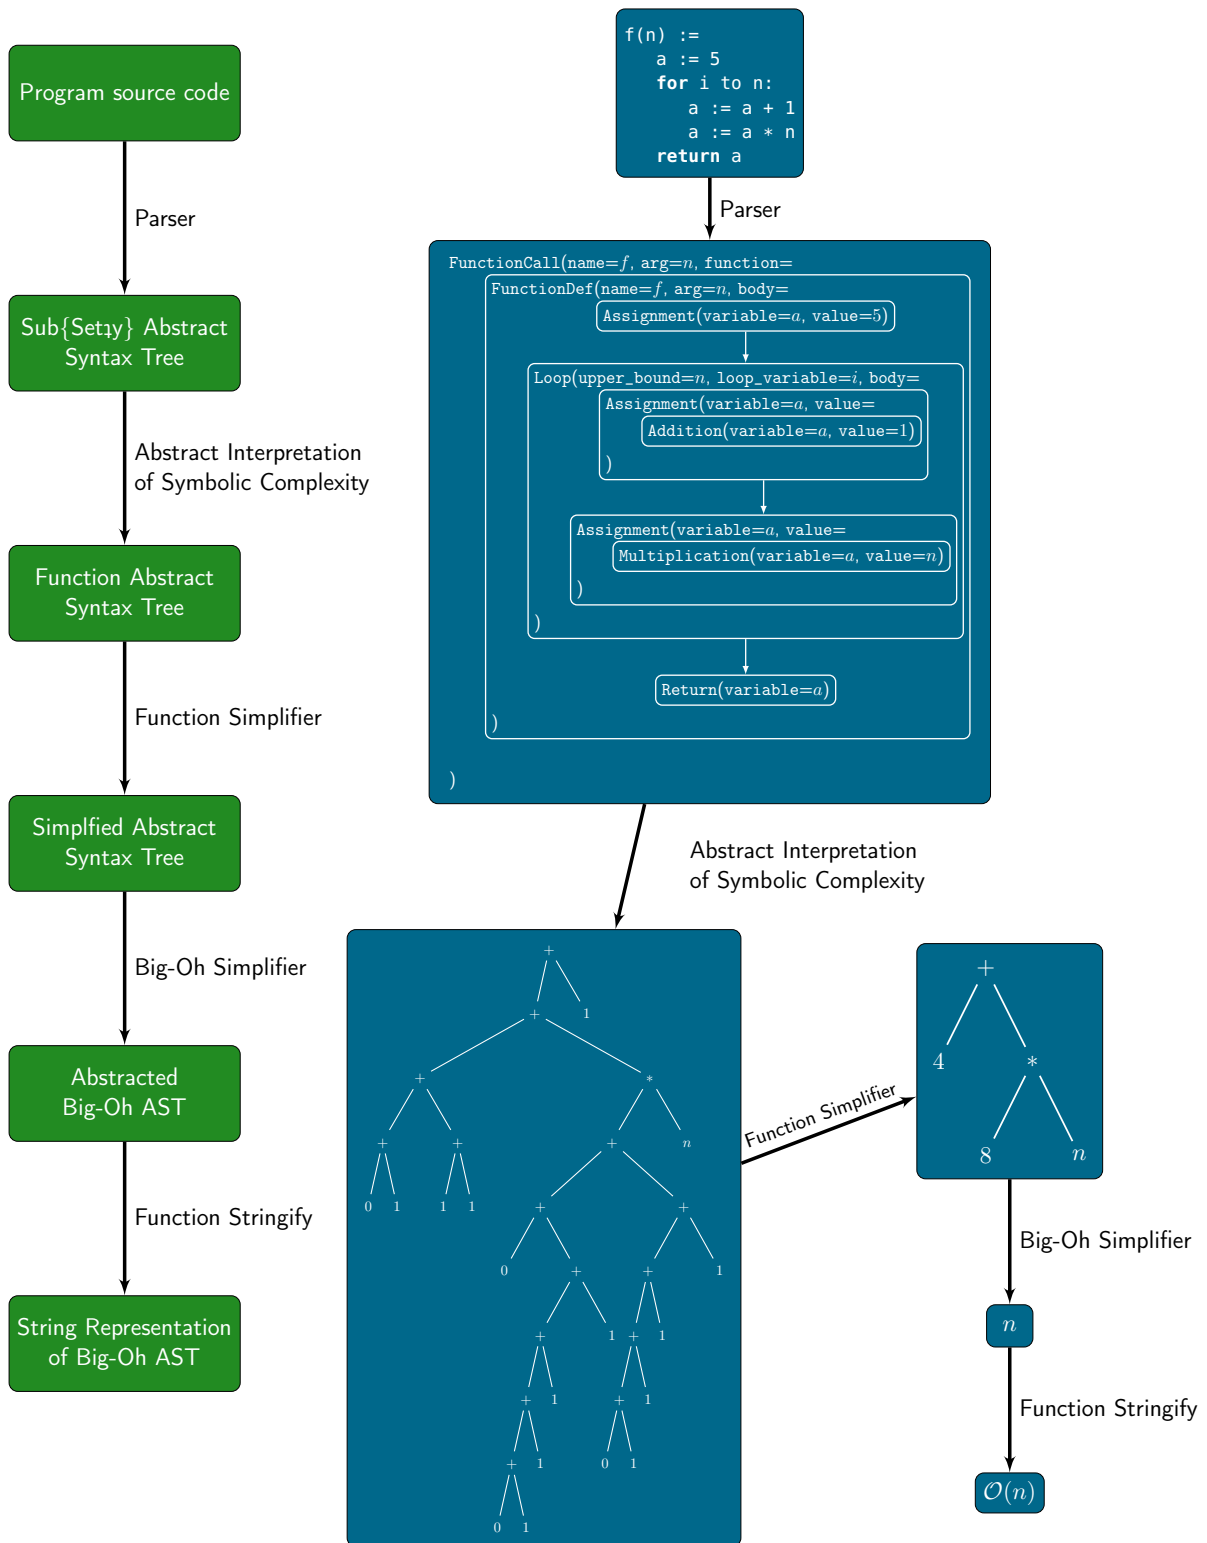 Program source code
Parser
Sub{Setʇy} Abstract
Syntax Tree
Abstract Interpretation
of Symbolic Complexity
Function Abstract
Syntax Tree
Function Simplifier
Simplfied Abstract
Syntax Tree
Big-Oh Simplifier
Abstracted
Big-Oh AST
Function Stringify
String Representation
of Big-Oh AST
f(n) :=
a := 5
for i to n:
a := a + 1
a := a * n
return a
Parser
FunctionCall(name=f, arg=n, function=
FunctionDef(name=f, arg=n, body=
Assignment(variable=a, value=5)
Loop(upper_bound=n, loop_variable=i, body=
Assignment(variable=a, value=
Addition(variable=a, value=1)
)
Assignment(variable=a, value=
Multiplication(variable=a, value=n)
)
)
Return(variable=a)
)
)
Abstract Interpretation
of Symbolic Complexity
+
+ 1
+ *
+ + + n
0 1 1 1 + +
0 + + 1
+ 1 + 1
+ 1 + 1
+ 1 0 1
0 1
Function Simplifier
+
4 *
8 n
Big-Oh Simplifier
n
Function Stringify
𝒪(n)